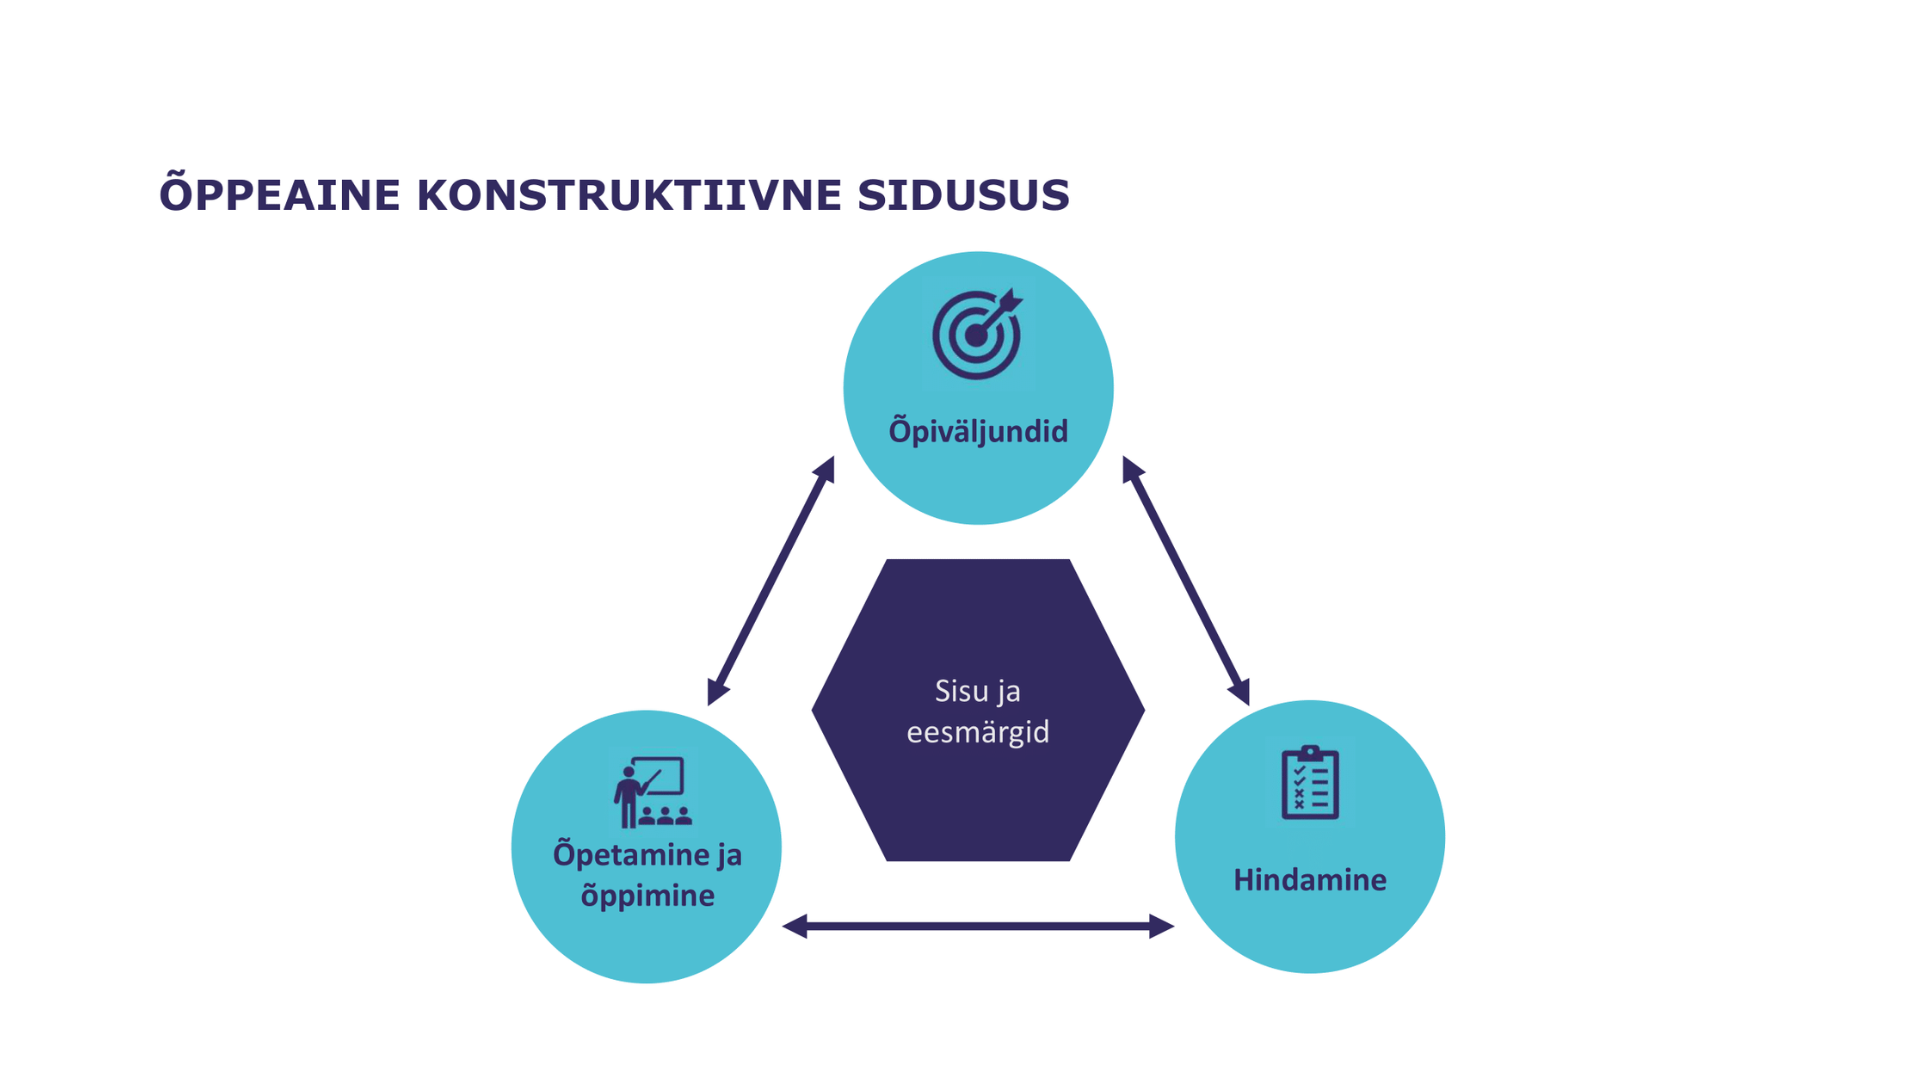 ÕPPEAINE KONSTRUKTIIVNE SIDUSUS
Õpiväljundid
Sisu ja
eesmärgid
Õpetamine ja
õppimine
Hindamine